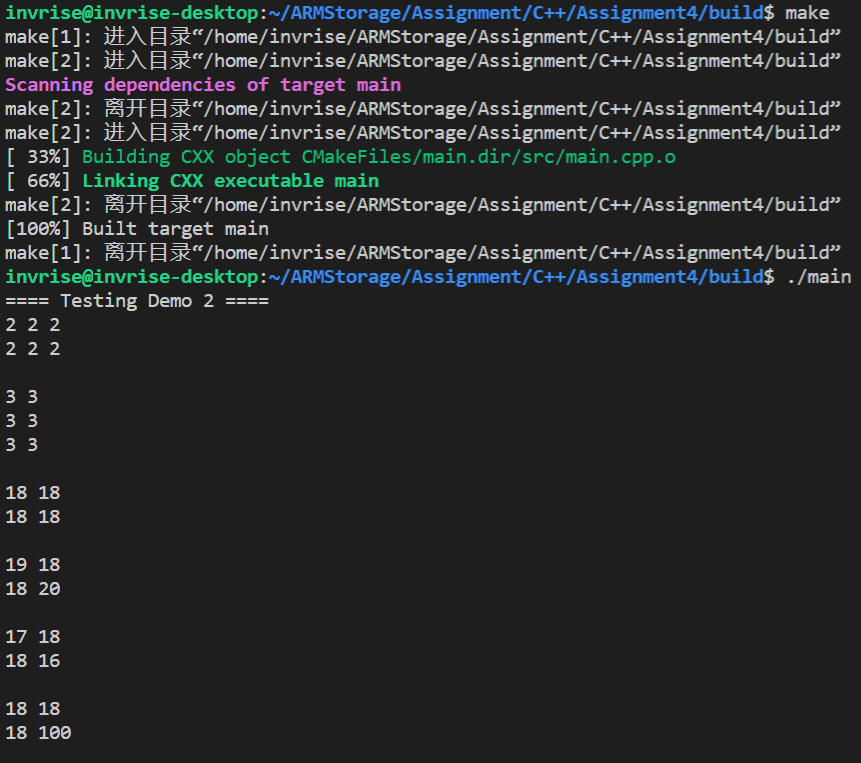 invrise@invrise-desktop:~/ARMStorage/Assignment/C++/Assignment4/build$ make
make[1]: 进入目录“/home/invrise/ARMStorage/Assignment/C++/Assignment4/build”
make[2]: 进入目录“/home/invrise/ARMStorage/Assignment/C++/Assignment4/build”
Scanning dependencies of target main
make[2]: 离开目录“/home/invrise/ARMStorage/Assignment/C++/Assignment4/build”
make[2]: 进入目录“/home/invrise/ARMStorage/Assignment/C++/Assignment4/build”
[ 33%] Building CXX object CMakeFiles/main.dir/src/main.cpp.o
[ 66%] Linking CXX executable main
make[2]: 离开目录“/home/invrise/ARMStorage/Assignment/C++/Assignment4/build”
[100%] Built target main
make[1]: 离开目录“/home/invrise/ARMStorage/Assignment/C++/Assignment4/build”
invrise@invrise-desktop:~/ARMStorage/Assignment/C++/Assignment4/build$ ./main
==== Testing Demo 2 ====
2 2 2
2 2 2

3 3
3 3
3 3

18 18
18 18

19 18
18 20

17 18
18 16

18 18
18 100